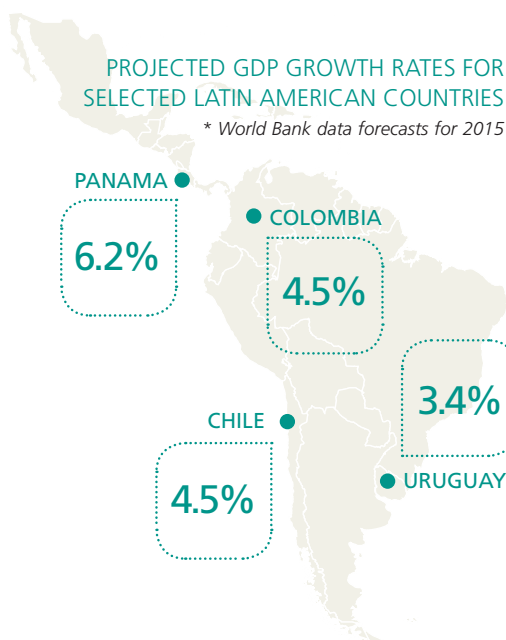 PROJECTED GDP GROWTH RATES FOR
SELECTED LATIN AMERICAN COUNTRIES
* World Bank data forecasts for 2015
PANAMA
6.2%
COLOMBIA
4.5%
3.4%
URUGUAY
CHILE
4.5%